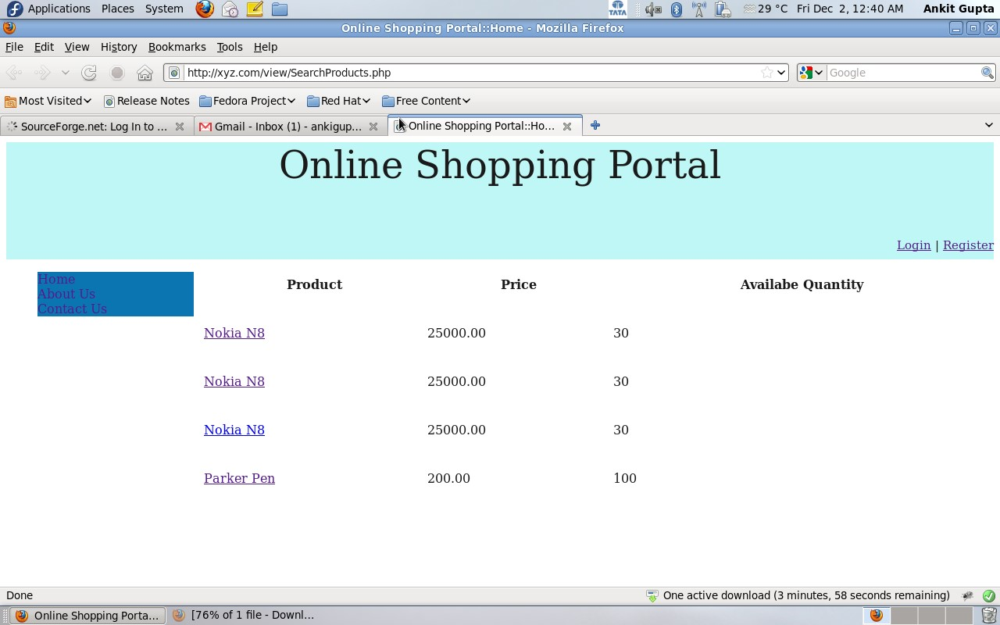 Applications Places System TATA 29 °C Fri Dec 2, 12:40 AM Ankit Gupta
Online Shopping Portal::Home - Mozilla Firefox
File Edit View History Bookmarks Tools Help
http://xyz.com/view/SearchProducts.php Google
Most Visited Release Notes Fedora Project Red Hat Free Content
SourceForge.net: Log In to ... Gmail - Inbox (1) - ankigup... Online Shopping Portal::Ho...
Online Shopping Portal
Login | Register
Home
About Us
Contact Us
Product Price Availabe Quantity
Nokia N8 25000.00 30
Nokia N8 25000.00 30
Nokia N8 25000.00 30
Parker Pen 200.00 100
Done One active download (3 minutes, 58 seconds remaining)
Online Shopping Porta... [76% of 1 file - Downl...